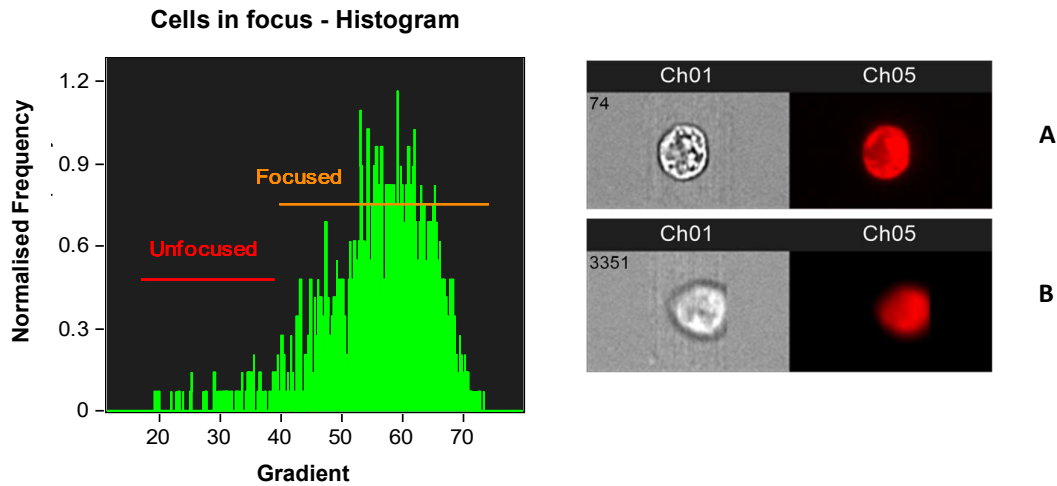 Cells in focus - Histogram
Normalised Frequency
1.2
0.9
0.6
0.3
0
Focused
Unfocused
20 30 40 50 60 70
Gradient
Ch01 Ch05
74
A
Ch01 Ch05
3351
B